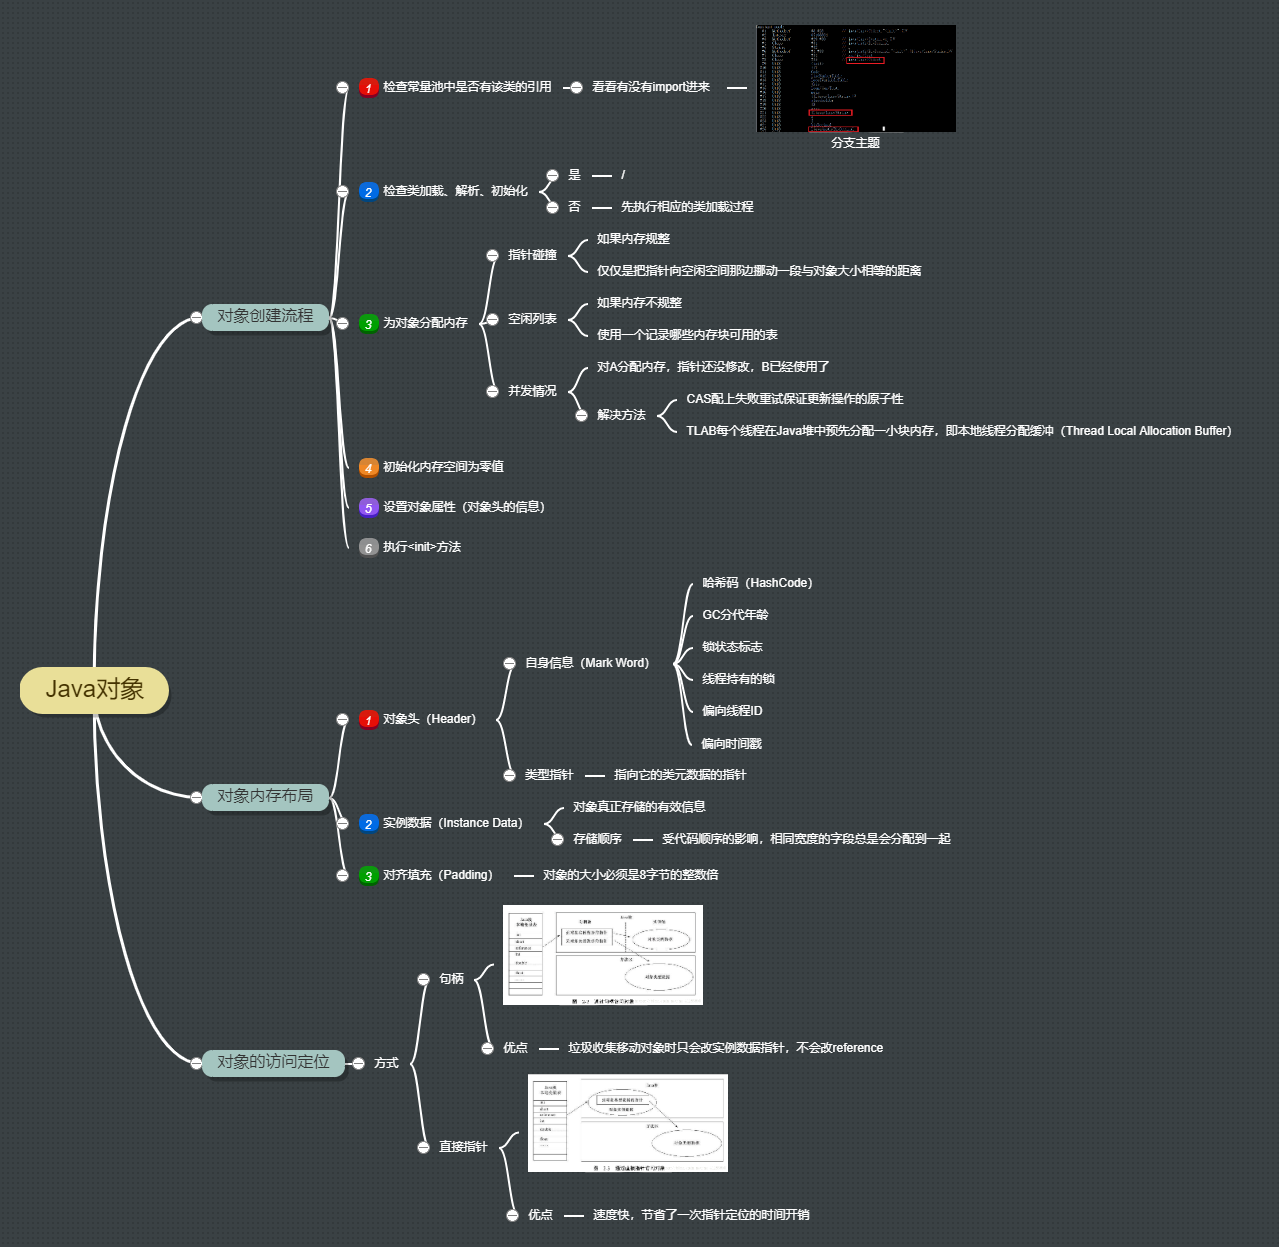 Java对象
对象创建流程
1 检查常量池中是否有该类的引用
看看有没有import进来
分支主题
2 检查类加载、解析、初始化
是
/
否
先执行相应的类加载过程
3 为对象分配内存
指针碰撞
如果内存规整
仅仅是把指针向空闲空间那边挪动一段与对象大小相等的距离
空闲列表
如果内存不规整
使用一个记录哪些内存块可用的表
并发情况
对A分配内存，指针还没修改，B已经使用了
解决方法
CAS配上失败重试保证更新操作的原子性
TLAB每个线程在Java堆中预先分配一小块内存，即本地线程分配缓冲（Thread Local Allocation Buffer）
4 初始化内存空间为零值
5 设置对象属性（对象头的信息）
6 执行<init>方法
对象内存布局
1 对象头（Header）
自身信息（Mark Word）
哈希码（HashCode）
GC分代年龄
锁状态标志
线程持有的锁
偏向线程ID
偏向时间戳
类型指针
指向它的类元数据的指针
2 实例数据（Instance Data）
对象真正存储的有效信息
存储顺序
受代码顺序的影响，相同宽度的字段总是会分配到一起
3 对齐填充（Padding）
对象的大小必须是8字节的整数倍
对象的访问定位
方式
句柄
优点
垃圾收集移动对象时只会改实例数据指针，不会改reference
直接指针
优点
速度快，节省了一次指针定位的时间开销